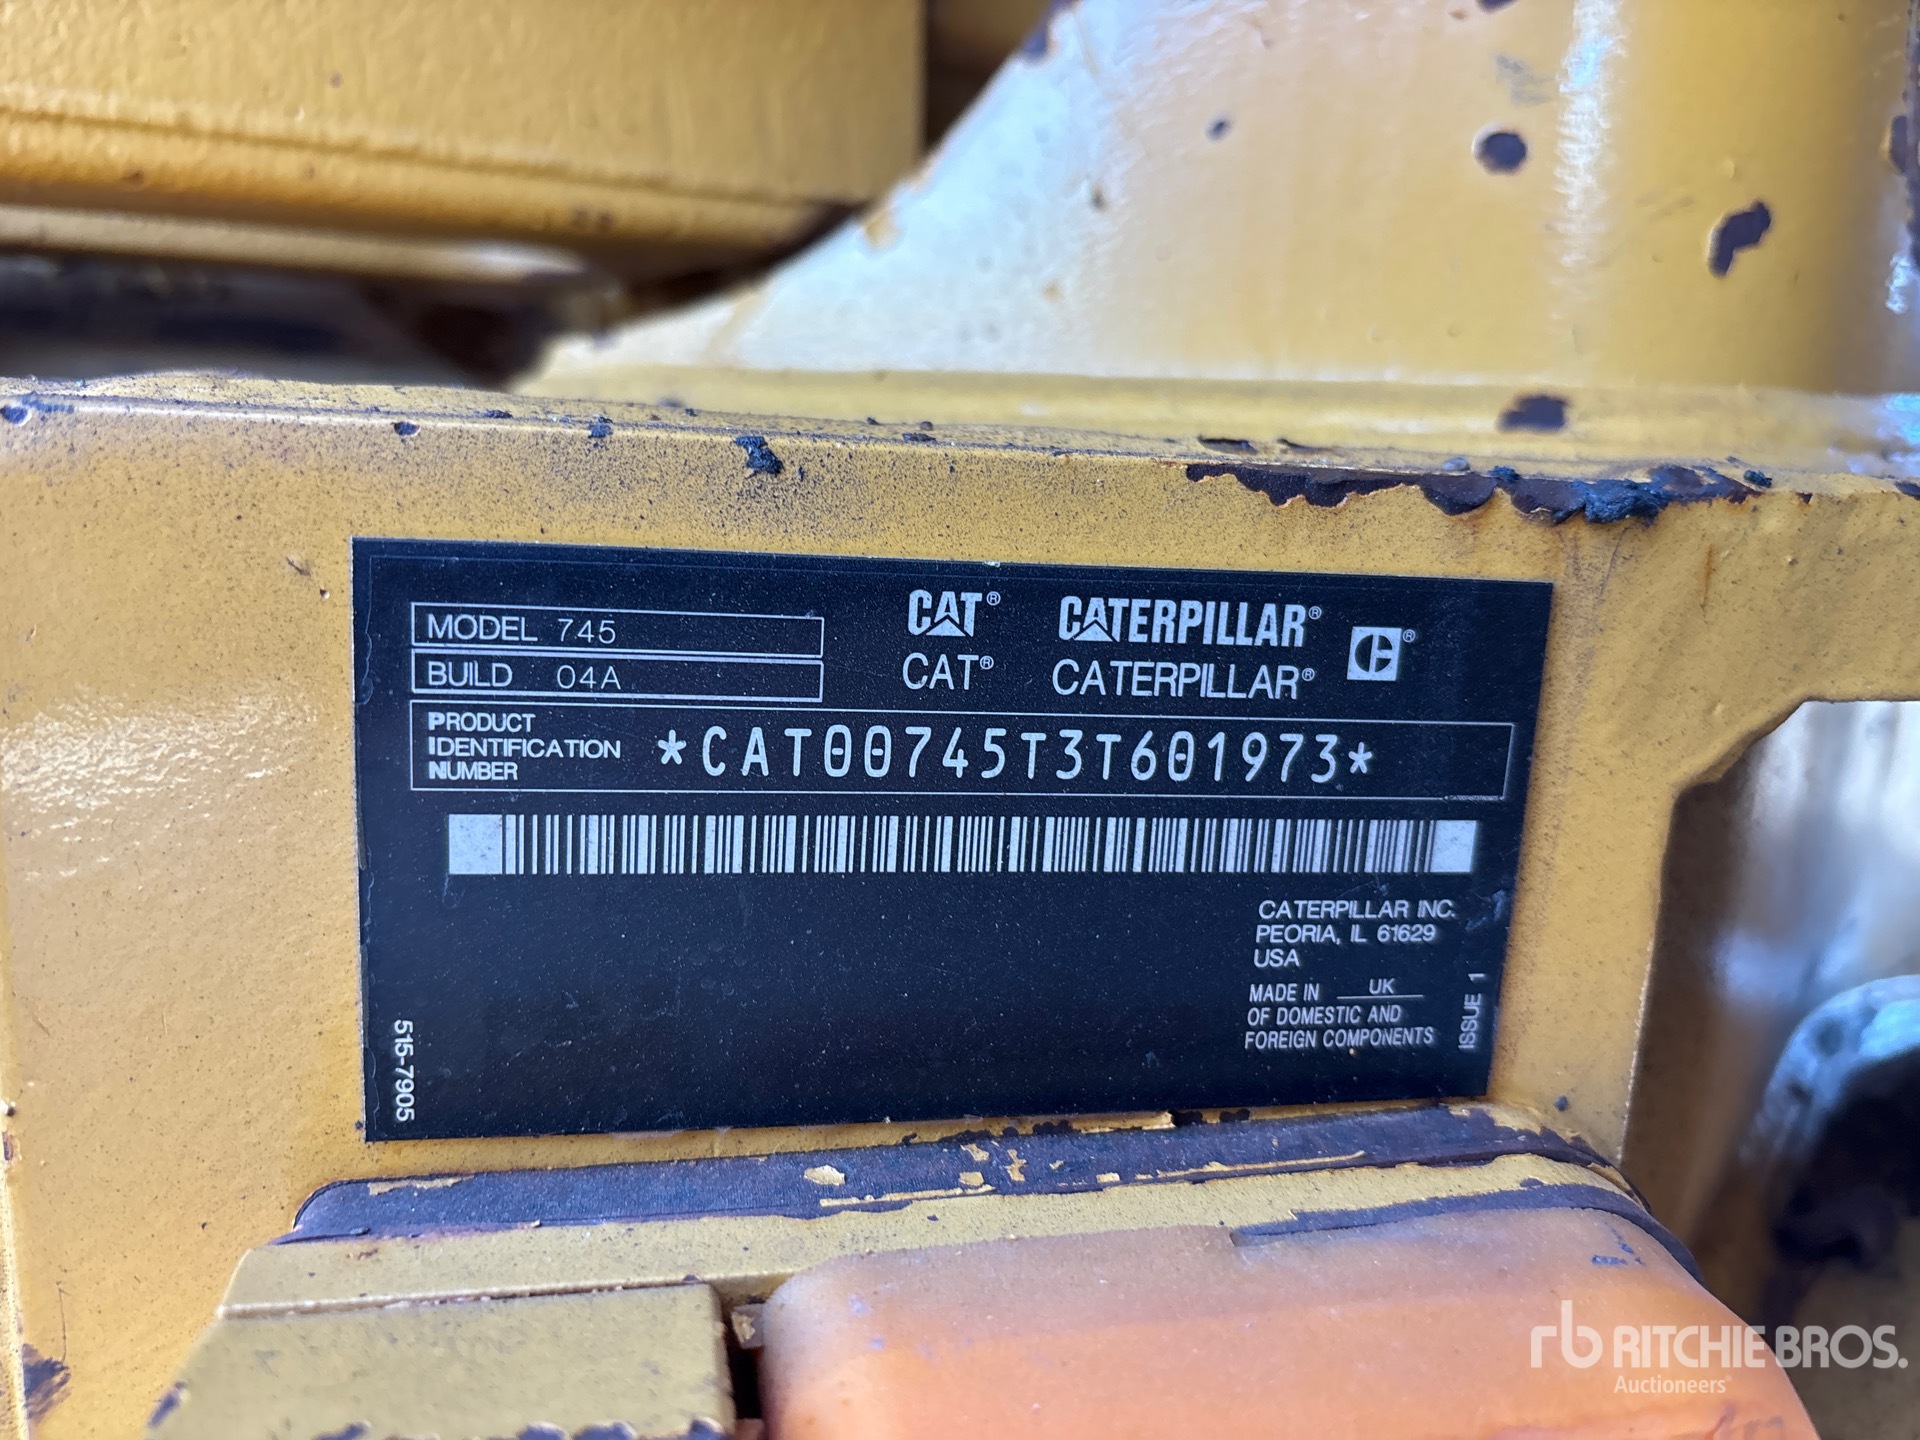 MODEL 745
BUILD 04A
CAT® CATERPILLAR® C®
CAT® CATERPILLAR®
PRODUCT
IDENTIFICATION
NUMBER
*CAT00745T3T601973*
CATERPILLAR INC.
PEORIA, IL 61629
USA
MADE IN UK
OF DOMESTIC AND
FOREIGN COMPONENTS
ISSUE 1
515-7905
rb RITCHIE BROS.
Auctioneers